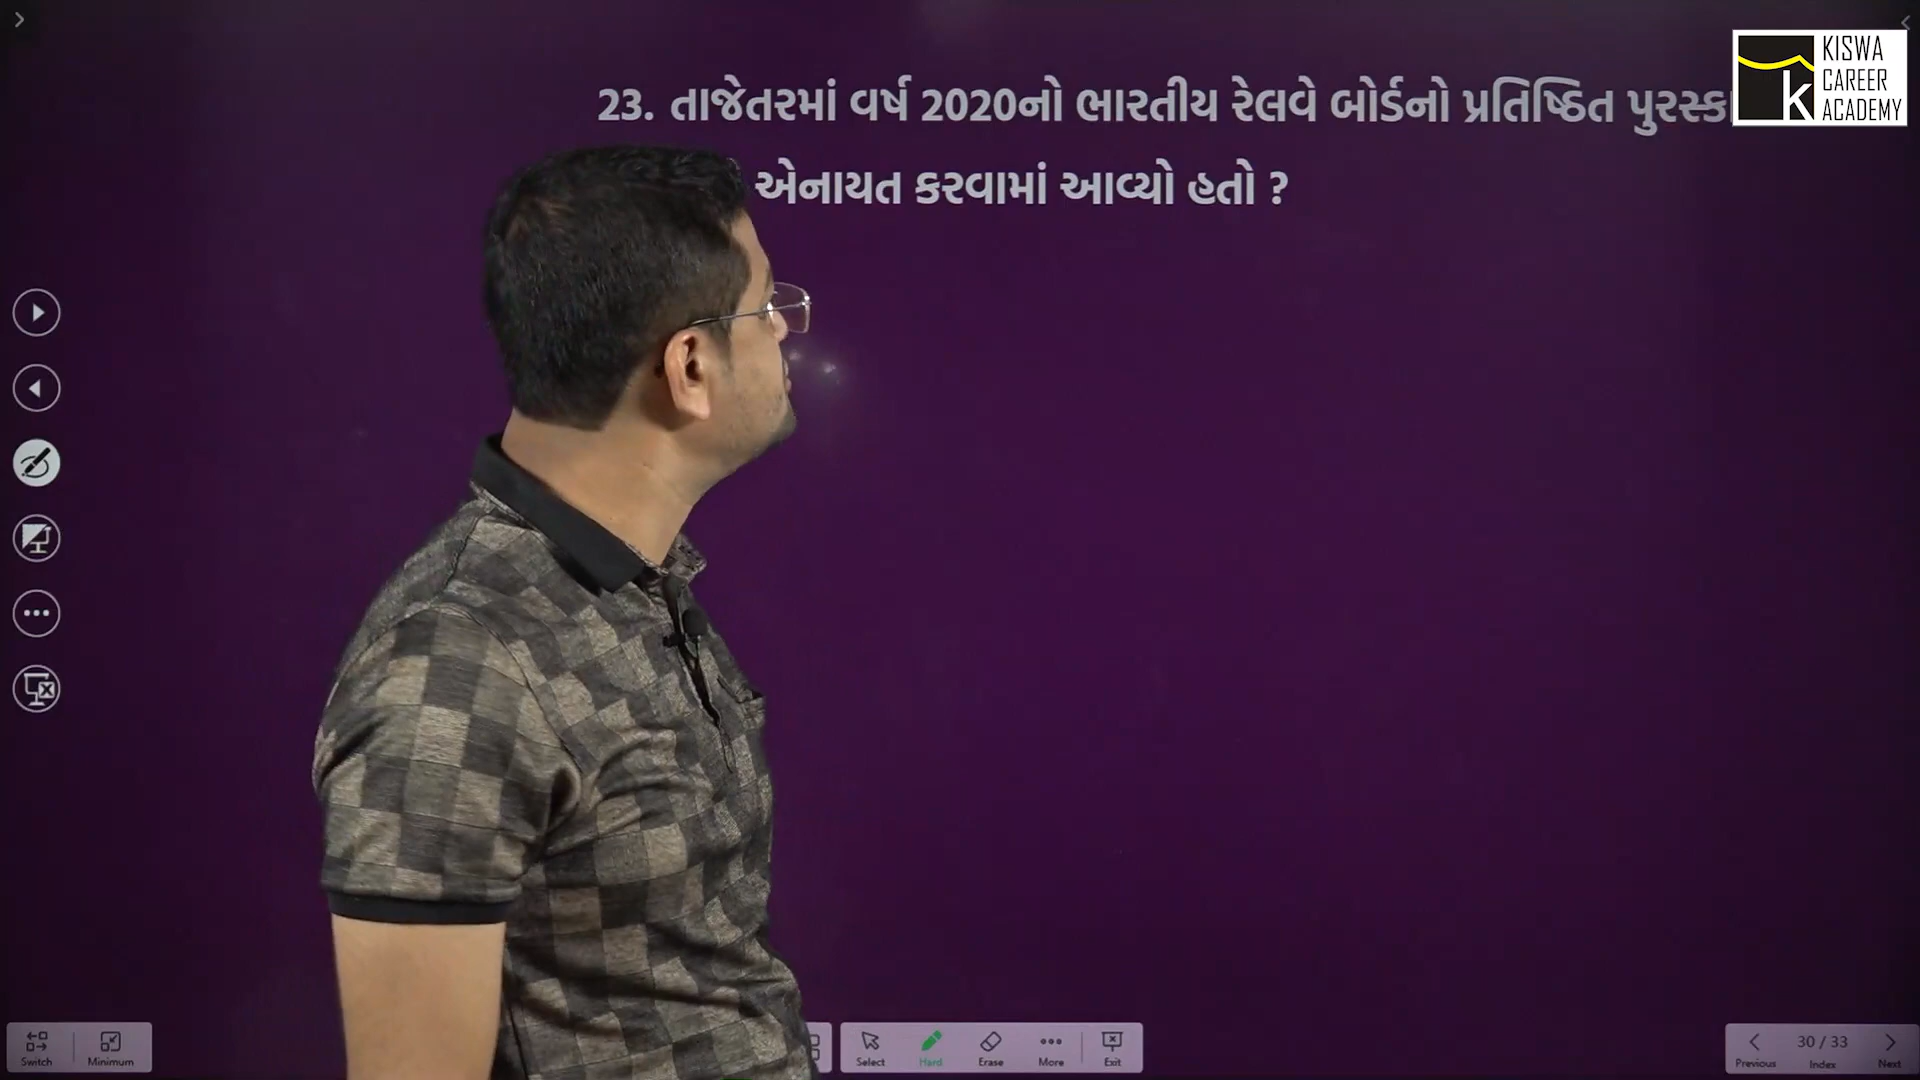 KISWA
CAREER
ACADEMY
23. તાજેતરમાં વર્ષ 2020નો ભારતીય રેલવે બોર્ડનો પ્રતિષ્ઠિત
એનાયત કરવામાં આવ્યો હતો ?
Switch
Minimum
Select
Hard
Erase
More
Exit
Previous
30 / 33
Index
Next